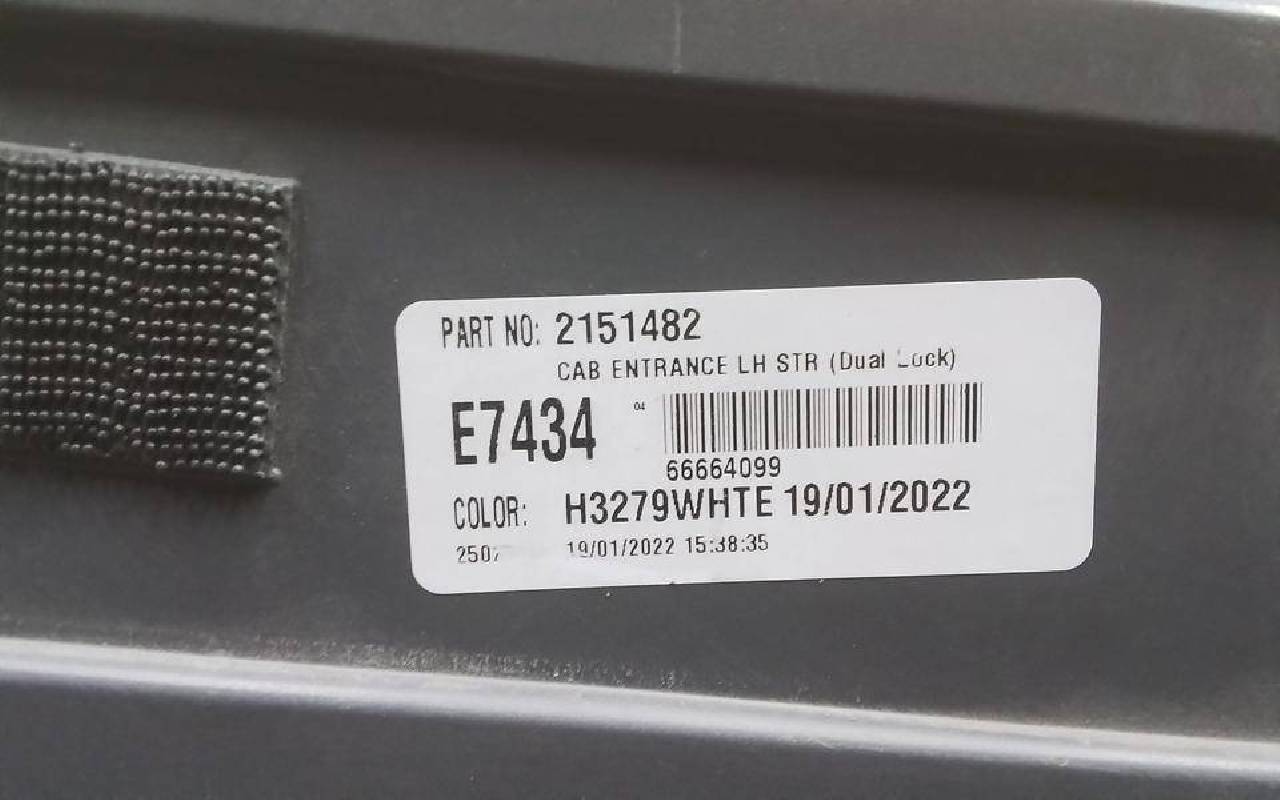 PART NO: 2151482
CAB ENTRANCE LH STR (Dual Lock)
E7434
04
66664099
COLOR: H3279WHTE 19/01/2022
19/01/2022 15:38:35